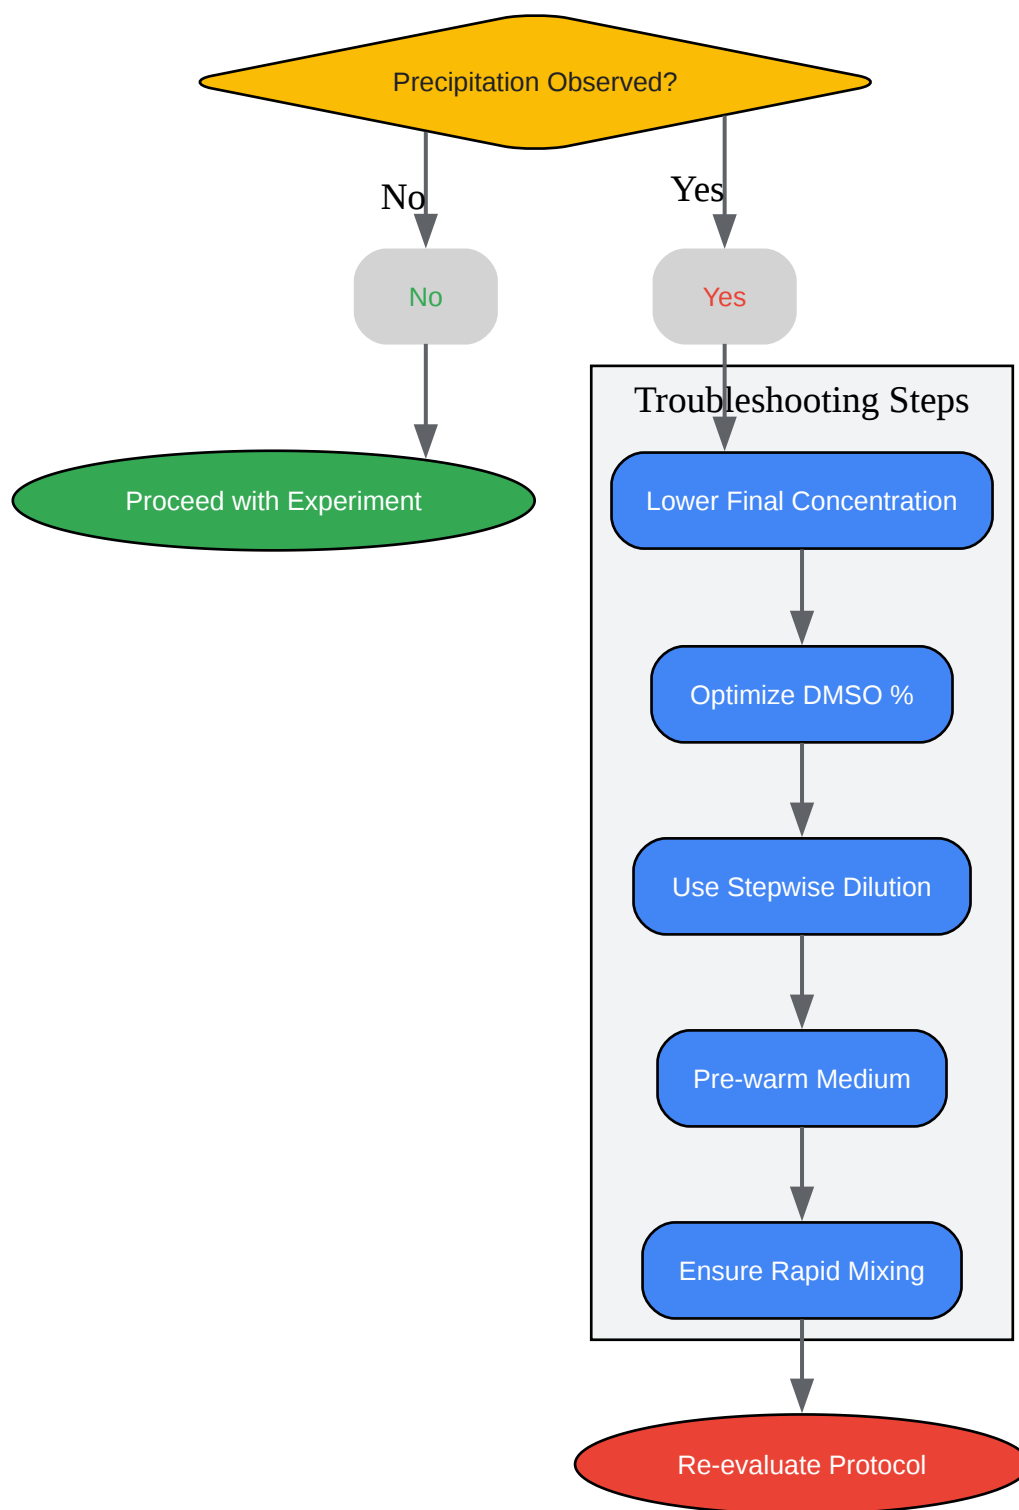 Precipitation Observed?
No
Yes
No
Yes
Troubleshooting Steps
Proceed with Experiment
Lower Final Concentration
Optimize DMSO %
Use Stepwise Dilution
Pre-warm Medium
Ensure Rapid Mixing
Re-evaluate Protocol